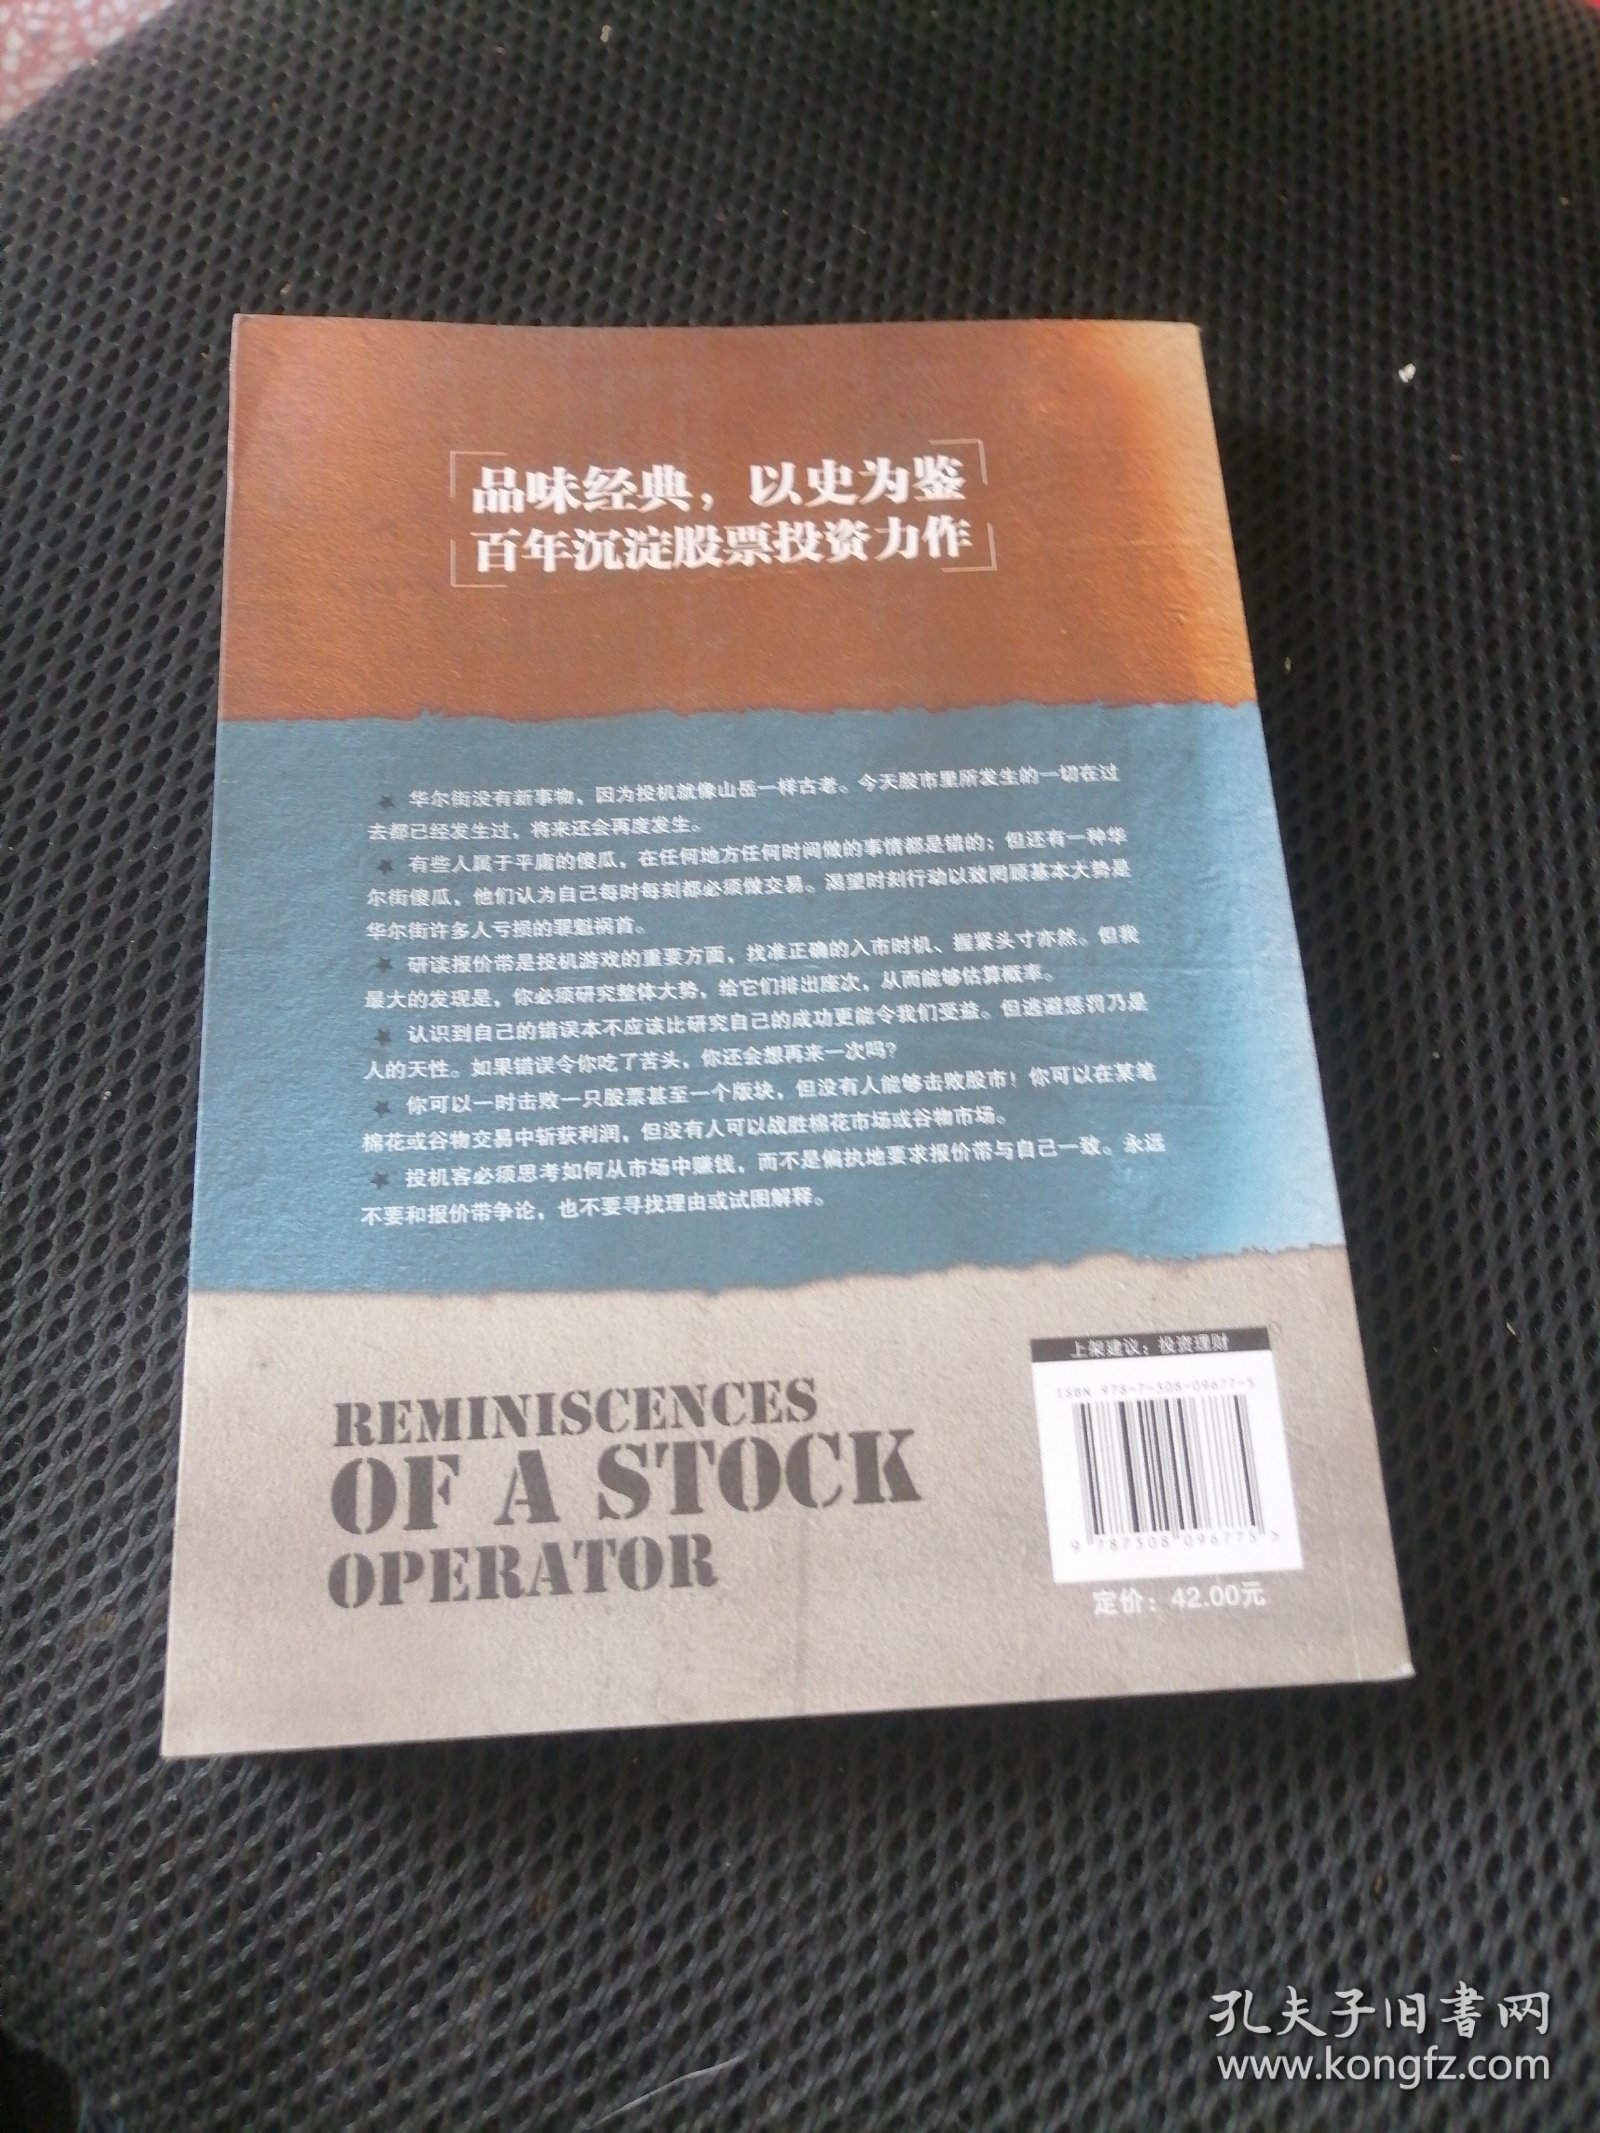 品味经典，以史为鉴
百年沉淀股票投资力作
★ 华尔街没有新事物，因为投机就像山岳一样古老。今天股市里所发生的一切在过
去都已经发生过，将来还会再度发生。
★ 有些人属于平庸的傻瓜，在任何地方任何时间做的事情都是错的；但还有一种华
尔街傻瓜，他们认为自己每时每刻都必须做交易。渴望时刻行动以致罔顾基本大势是
华尔街许多人亏损的罪魁祸首。
★ 研读报价带是投机游戏的重要方面，找准正确的入市时机、握紧头寸亦然。但我
最大的发现是，你必须研究整体大势，给它们排出座次，从而能够估算概率。
★ 认识到自己的错误本不应该比研究自己的成功更能令我们受益。但逃避惩罚乃是
人的天性。如果错误令你吃了苦头，你还会想再来一次吗？
★ 你可以一时击败一只股票甚至一个版块，但没有人能够击败股市！你可以在某笔
棉花或谷物交易中斩获利润，但没有人可以战胜棉花市场或谷物市场。
★ 投机客必须思考如何从市场中赚钱，而不是偏执地要求报价带与自己一致。永远
不要和报价带争论，也不要寻找理由或试图解释。
REMINISCENCES
OF A STOCK
OPERATOR
上架建议：投资理财
ISBN 978-7-308-09677-5
9 787308 096775
定价：42.00元
孔夫子旧书网
www.kongfz.com